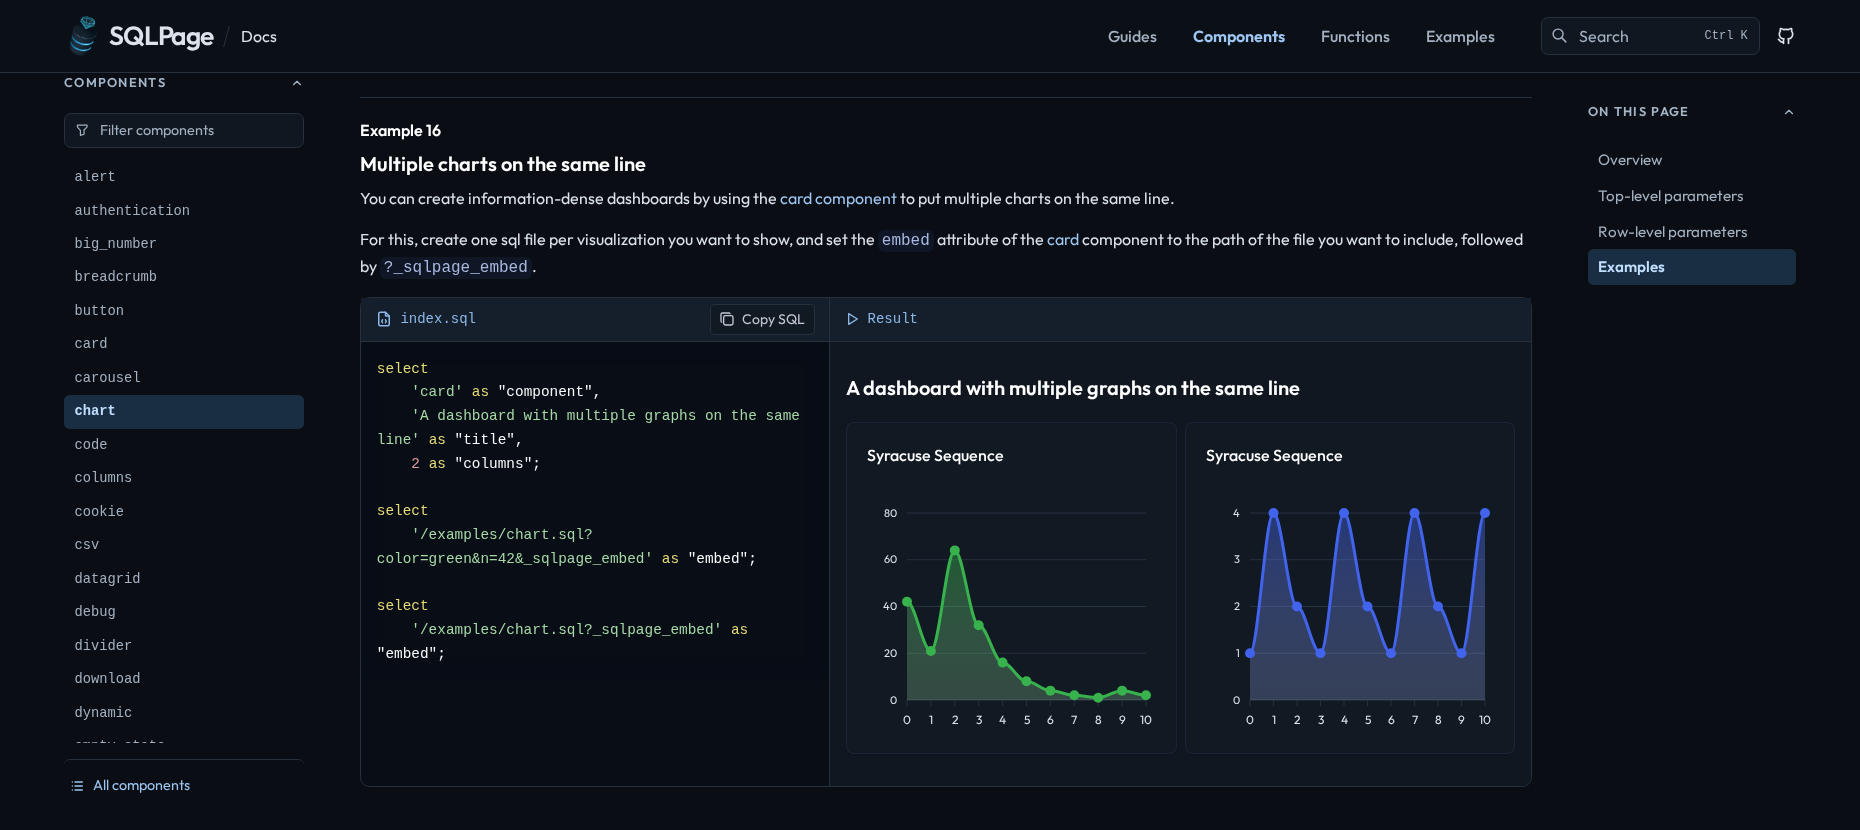 SQLPage / Docs
Guides
Components
Functions
Examples
Search
Ctrl K
COMPONENTS
Filter components
alert
authentication
big_number
breadcrumb
button
card
carousel
chart
code
columns
cookie
csv
datagrid
debug
divider
download
dynamic
All components
Example 16
Multiple charts on the same line
You can create information-dense dashboards by using the card component to put multiple charts on the same line.
For this, create one sql file per visualization you want to show, and set the embed attribute of the card component to the path of the file you want to include, followed
by ?_sqlpage_embed.
index.sql
Copy SQL
select
'card' as "component",
'A dashboard with multiple graphs on the same
line' as "title",
2 as "columns";
select
'/examples/chart.sql?
color=green&n=42&_sqlpage_embed' as "embed";
select
'/examples/chart.sql?_sqlpage_embed' as
"embed";
Result
A dashboard with multiple graphs on the same line
Syracuse Sequence
80
60
40
20
0
0 1 2 3 4 5 6 7 8 9 10
Syracuse Sequence
4
3
2
1
0
0 1 2 3 4 5 6 7 8 9 10
ON THIS PAGE
Overview
Top-level parameters
Row-level parameters
Examples